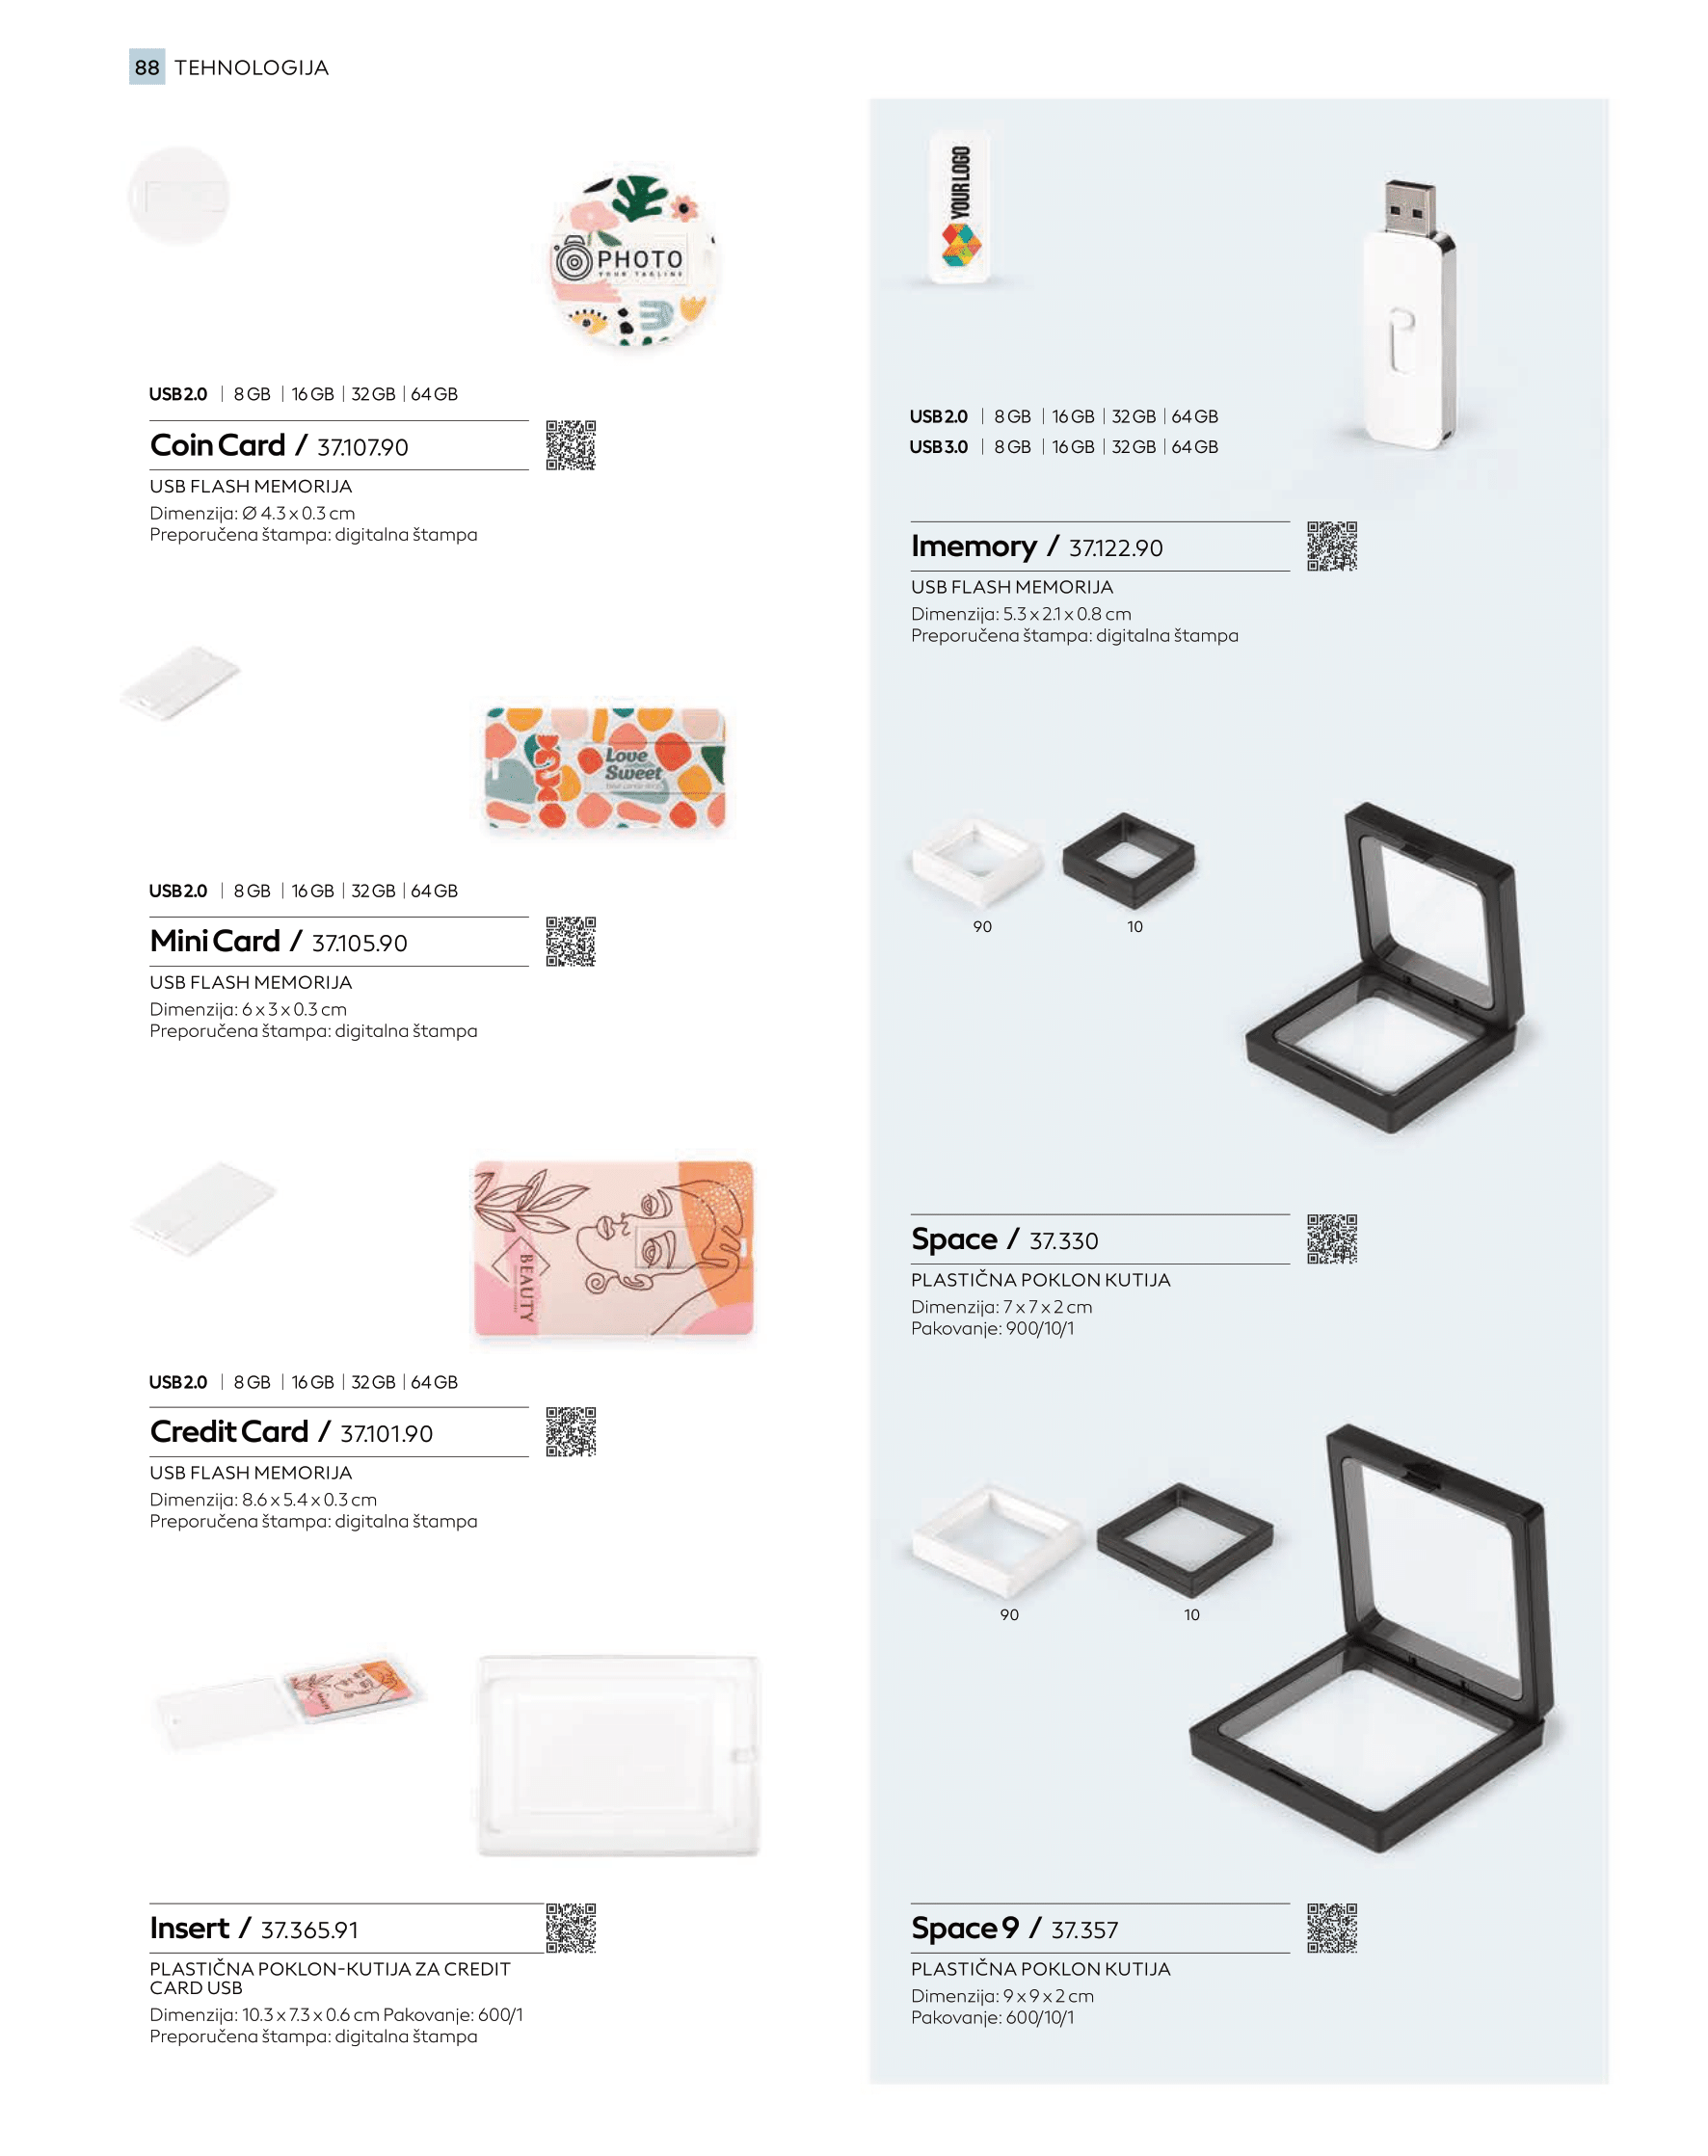 88 TEHNOLOGIJA
PHOTO
YOUR TAGLINE
USB 2.0 | 8 GB | 16 GB | 32 GB | 64 GB
Coin Card / 37.107.90
USB FLASH MEMORIJA
Dimenzija: Ø 4.3 x 0.3 cm
Preporučena štampa: digitalna štampa
Love
Sweet
USB 2.0 | 8 GB | 16 GB | 32 GB | 64 GB
Mini Card / 37.105.90
USB FLASH MEMORIJA
Dimenzija: 6 x 3 x 0.3 cm
Preporučena štampa: digitalna štampa
BEAUTY
USB 2.0 | 8 GB | 16 GB | 32 GB | 64 GB
Credit Card / 37.101.90
USB FLASH MEMORIJA
Dimenzija: 8.6 x 5.4 x 0.3 cm
Preporučena štampa: digitalna štampa
Insert / 37.365.91
PLASTIČNA POKLON-KUTIJA ZA CREDIT
CARD USB
Dimenzija: 10.3 x 7.3 x 0.6 cm Pakovanje: 600/1
Preporučena štampa: digitalna štampa
YOUR LOGO
USB 2.0 | 8 GB | 16 GB | 32 GB | 64 GB
USB 3.0 | 8 GB | 16 GB | 32 GB | 64 GB
Imemory / 37.122.90
USB FLASH MEMORIJA
Dimenzija: 5.3 x 2.1 x 0.8 cm
Preporučena štampa: digitalna štampa
90 10
Space / 37.330
PLASTIČNA POKLON KUTIJA
Dimenzija: 7 x 7 x 2 cm
Pakovanje: 900/10/1
90 10
Space 9 / 37.357
PLASTIČNA POKLON KUTIJA
Dimenzija: 9 x 9 x 2 cm
Pakovanje: 600/10/1